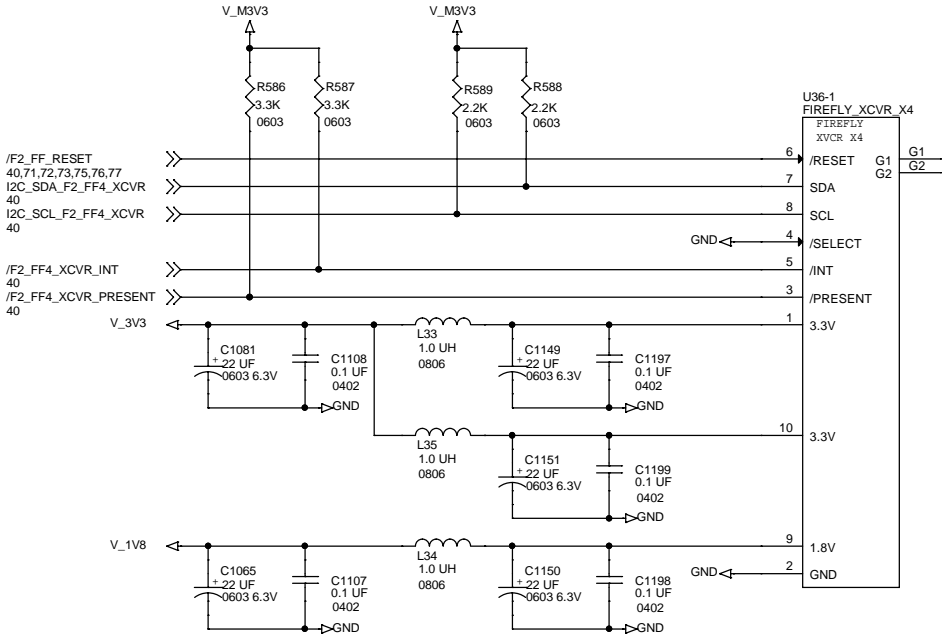 V_M3V3
V_M3V3
R586
3.3K
0603
R587
3.3K
0603
R589
2.2K
0603
R588
2.2K
0603
U36-1
FIREFLY_XCVR_X4
FIREFLY
XVCR X4
/F2_FF_RESET
40,71,72,73,75,76,77
6
/RESET
G1
G1
G2
G2
I2C_SDA_F2_FF4_XCVR
40
7
SDA
I2C_SCL_F2_FF4_XCVR
40
8
SCL
GND
4
/SELECT
/F2_FF4_XCVR_INT
40
5
/INT
/F2_FF4_XCVR_PRESENT
40
3
/PRESENT
V_3V3
1
3.3V
L33
1.0 UH
0806
C1081
+ 22 UF
0603 6.3V
C1108
0.1 UF
0402
GND
C1149
+ 22 UF
0603 6.3V
C1197
0.1 UF
0402
GND
10
3.3V
L35
1.0 UH
0806
C1151
+ 22 UF
0603 6.3V
C1199
0.1 UF
0402
GND
V_1V8
9
1.8V
L34
1.0 UH
0806
GND
2
GND
C1065
+ 22 UF
0603 6.3V
C1107
0.1 UF
0402
GND
C1150
+ 22 UF
0603 6.3V
C1198
0.1 UF
0402
GND